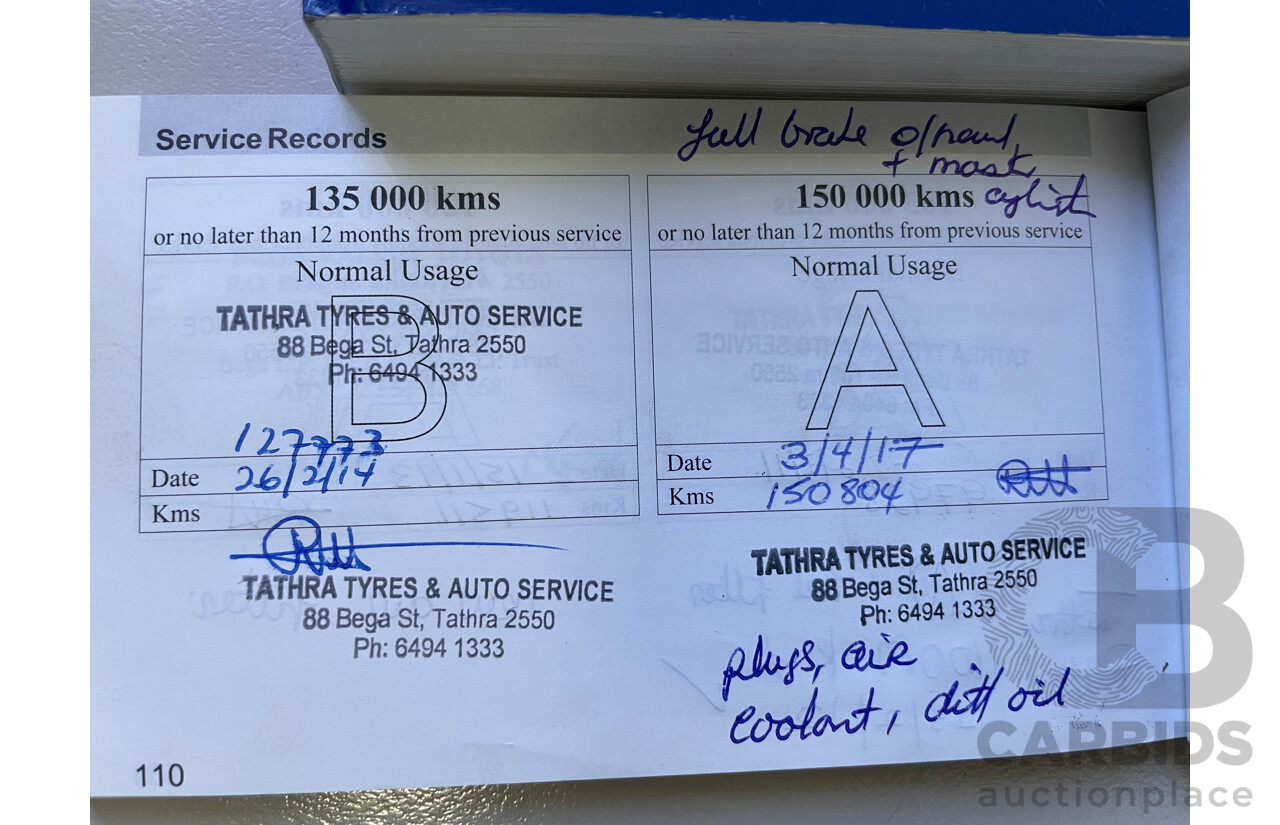 Service Records
full brake o/haul,
+ mast
135 000 kms
or no later than 12 months from previous service
Normal Usage
B
TATHRA TYRES & AUTO SERVICE
88 Bega St, Tathra 2550
Ph: 6494 1333
127773
Date 26/2/14
Kms
TATHRA TYRES & AUTO SERVICE
88 Bega St, Tathra 2550
Ph: 6494 1333
150 000 kms
or no later than 12 months from previous service
Normal Usage
A
Date 3/4/17
Kms 150804
TATHRA TYRES & AUTO SERVICE
88 Bega St, Tathra 2550
Ph: 6494 1333
plugs, air
coolant, diff oil
110
CARBIDS
auctionplace